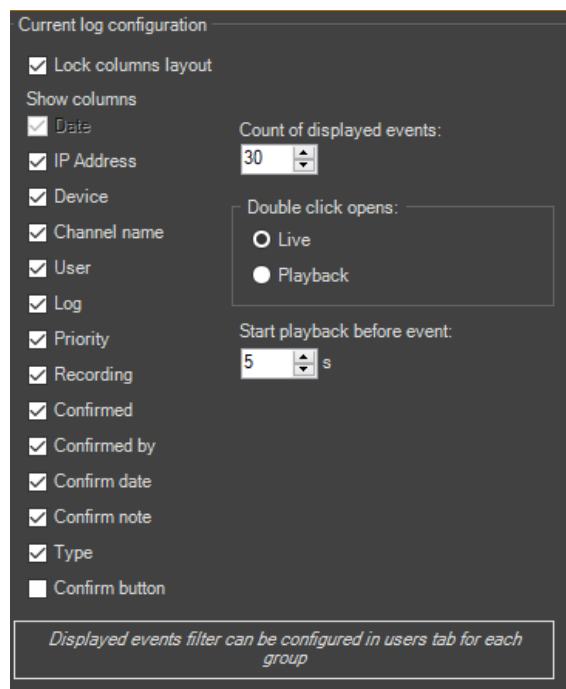 Current log configuration
Lock columns layout
Show columns
Date
IP Address
Device
Channel name
User
Log
Priority
Recording
Confirmed
Confirmed by
Confirm date
Confirm note
Type
Confirm button
Count of displayed events:
30
Double click opens:
Live
Playback
Start playback before event:
5 s
Displayed events filter can be configured in users tab for each
group